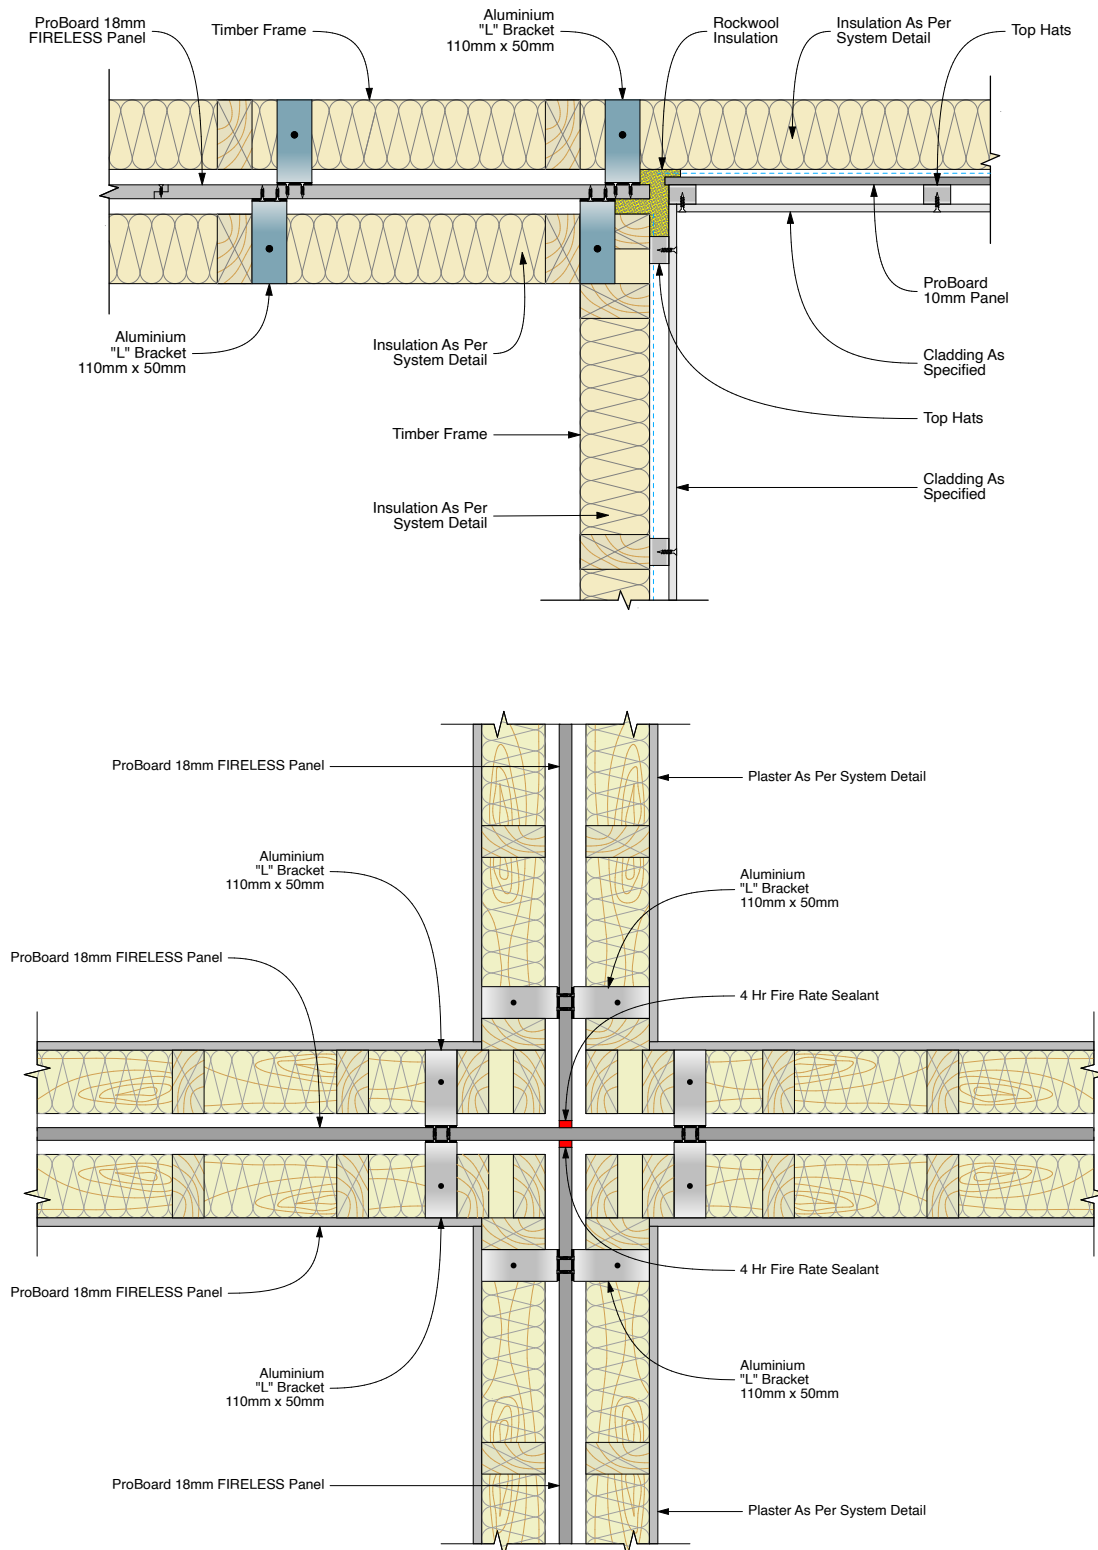 ProBoard 18mm
FIRELESS Panel
Timber Frame
Aluminium
"L" Bracket
110mm x 50mm
Rockwool
Insulation
Insulation As Per
System Detail
Top Hats
Aluminium
"L" Bracket
110mm x 50mm
Insulation As Per
System Detail
ProBoard
10mm Panel
Cladding As
Specified
Top Hats
Timber Frame
Cladding As
Specified
Insulation As Per
System Detail
ProBoard 18mm FIRELESS Panel
Plaster As Per System Detail
Aluminium
"L" Bracket
110mm x 50mm
Aluminium
"L" Bracket
110mm x 50mm
ProBoard 18mm FIRELESS Panel
4 Hr Fire Rate Sealant
4 Hr Fire Rate Sealant
ProBoard 18mm FIRELESS Panel
Aluminium
"L" Bracket
110mm x 50mm
Aluminium
"L" Bracket
110mm x 50mm
ProBoard 18mm FIRELESS Panel
Plaster As Per System Detail